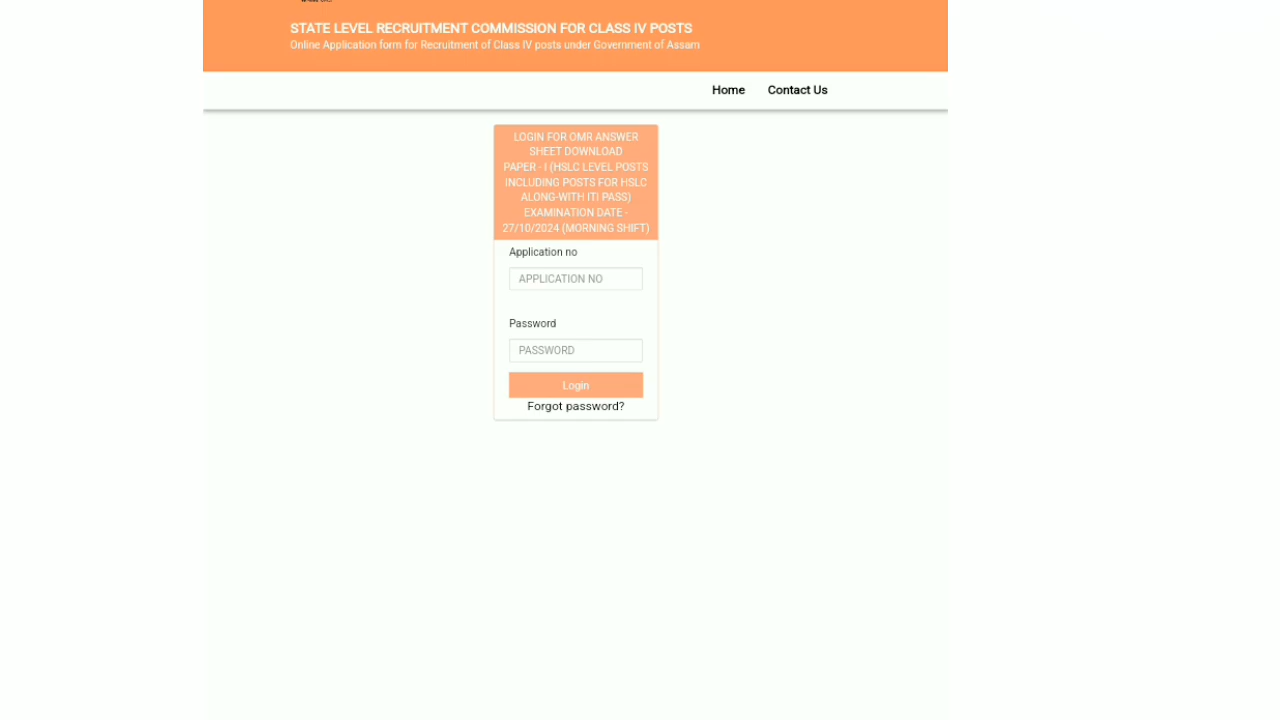 STATE LEVEL RECRUITMENT COMMISSION FOR CLASS IV POSTS
Online Application form for Recruitment of Class IV posts under Government of Assam
Home Contact Us
LOGIN FOR OMR ANSWER
SHEET DOWNLOAD
PAPER - I (HSLC LEVEL POSTS
INCLUDING POSTS FOR HSLC
ALONG-WITH ITI PASS)
EXAMINATION DATE -
27/10/2024 (MORNING SHIFT)
Application no
APPLICATION NO
Password
PASSWORD
Login
Forgot password?